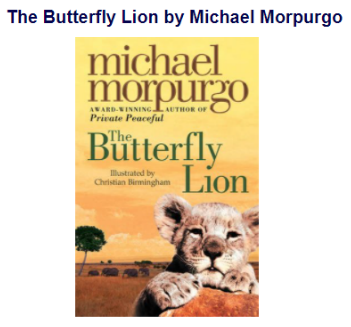 The Butterfly Lion by Michael Morpurgo
michael
morpurgo
AWARD-WINNING AUTHOR OF
Private Peaceful
The
Butterfly
Illustrated by
Christian Birmingham
Lion